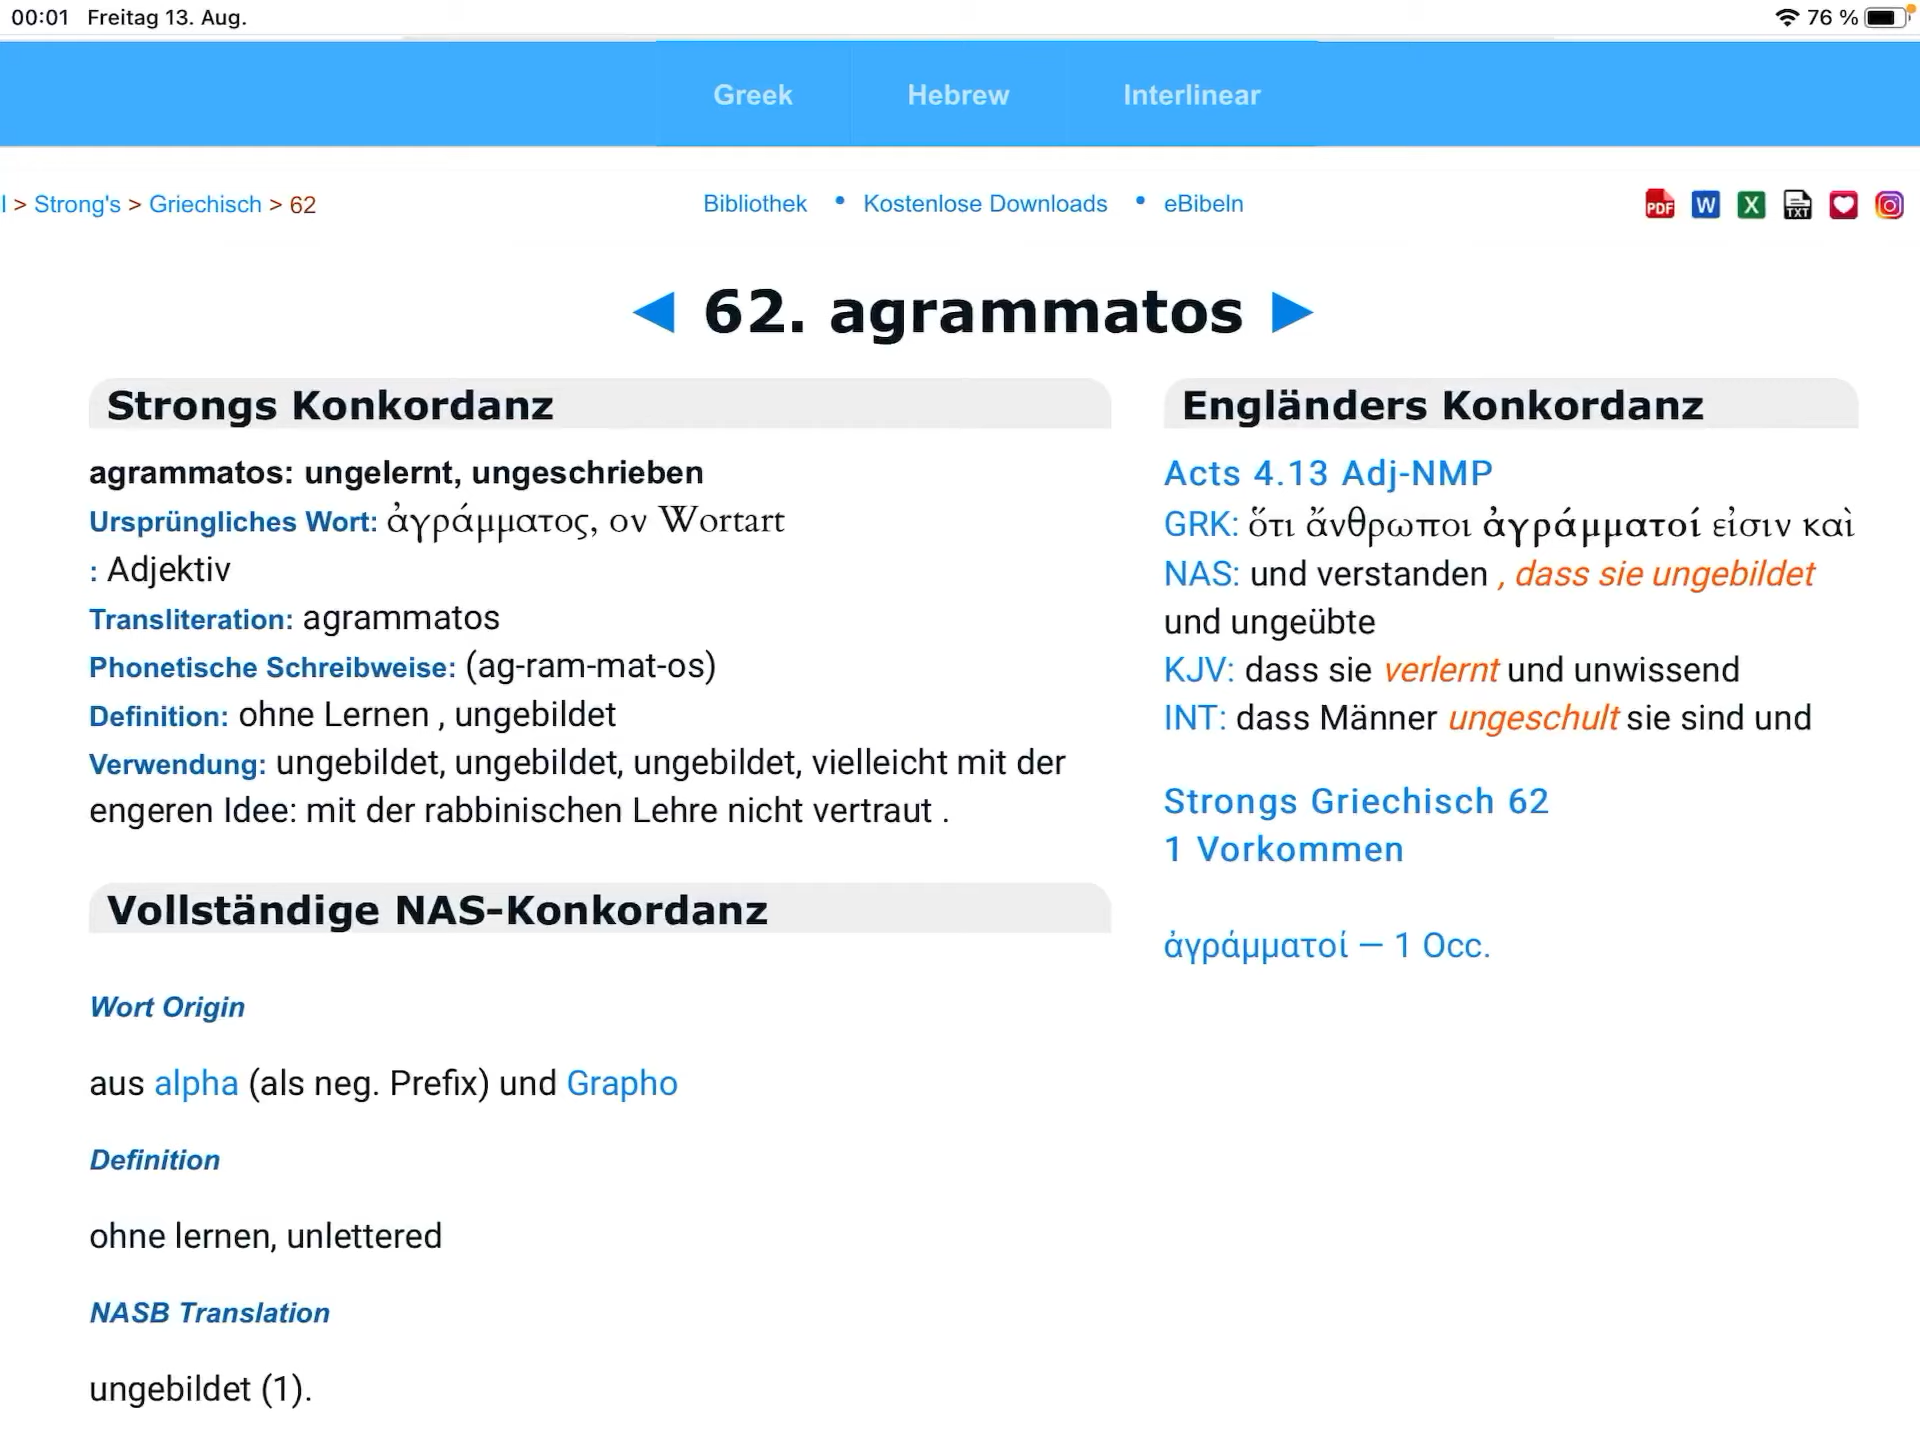 00:01 Freitag 13. Aug.
76 %
Greek Hebrew Interlinear
l > Strong's > Griechisch > 62
Bibliothek • Kostenlose Downloads • eBibeln
PDF W X TXT
62. agrammatos
Strongs Konkordanz
agrammatos: ungelernt, ungeschrieben
Ursprüngliches Wort: ἀγράμματος, ον Wortart
: Adjektiv
Transliteration: agrammatos
Phonetische Schreibweise: (ag-ram-mat-os)
Definition: ohne Lernen , ungebildet
Verwendung: ungebildet, ungebildet, ungebildet, vielleicht mit der
engeren Idee: mit der rabbinischen Lehre nicht vertraut .
Vollständige NAS-Konkordanz
Wort Origin
aus alpha (als neg. Prefix) und Grapho
Definition
ohne lernen, unlettered
NASB Translation
ungebildet (1).
Engländers Konkordanz
Acts 4.13 Adj-NMP
GRK: ὅτι ἄνθρωποι ἀγράμματοί εἰσιν καὶ
NAS: und verstanden , dass sie ungebildet
und ungeübte
KJV: dass sie verlernt und unwissend
INT: dass Männer ungeschult sie sind und
Strongs Griechisch 62
1 Vorkommen
ἀγράμματοί — 1 Occ.